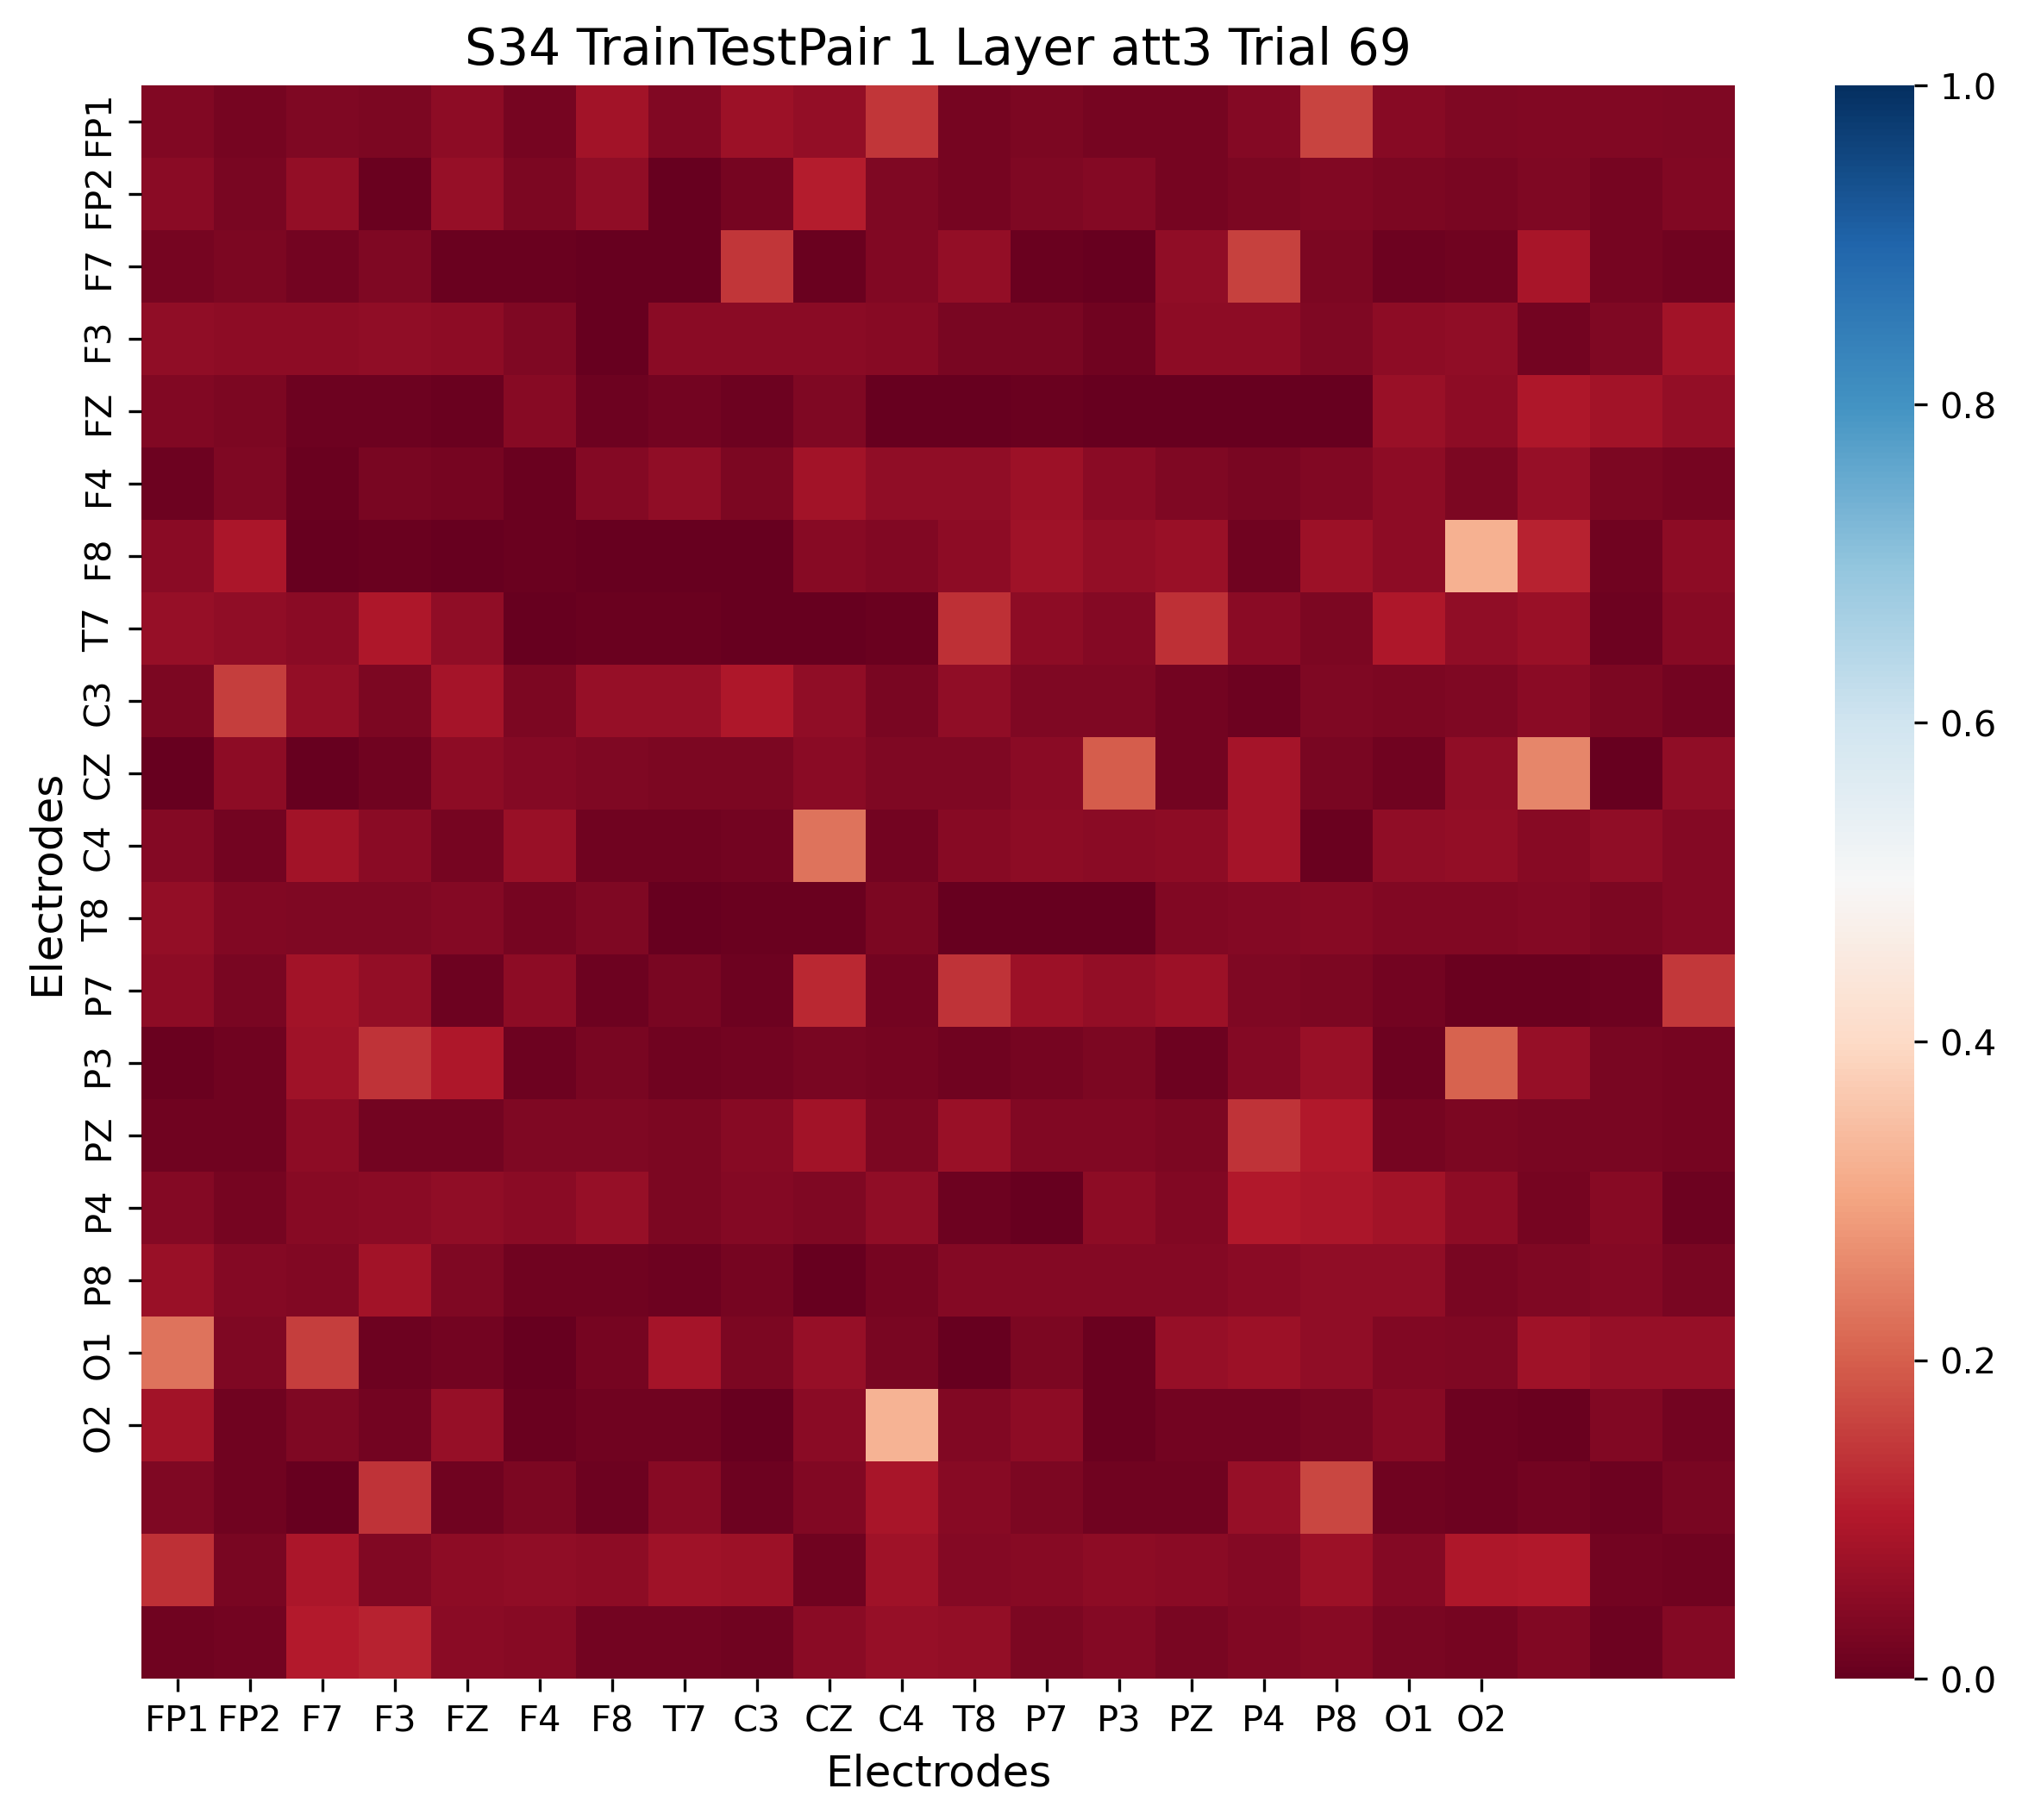 S34 TrainTestPair 1 Layer att3 Trial 69
Electrodes
FP1
FP2
F7
F3
FZ
F4
F8
T7
C3
CZ
C4
T8
P7
P3
PZ
P4
P8
O1
O2
FP1 FP2 F7 F3 FZ F4 F8 T7 C3 CZ C4 T8 P7 P3 PZ P4 P8 O1 O2
Electrodes
1.0
0.8
0.6
0.4
0.2
0.0